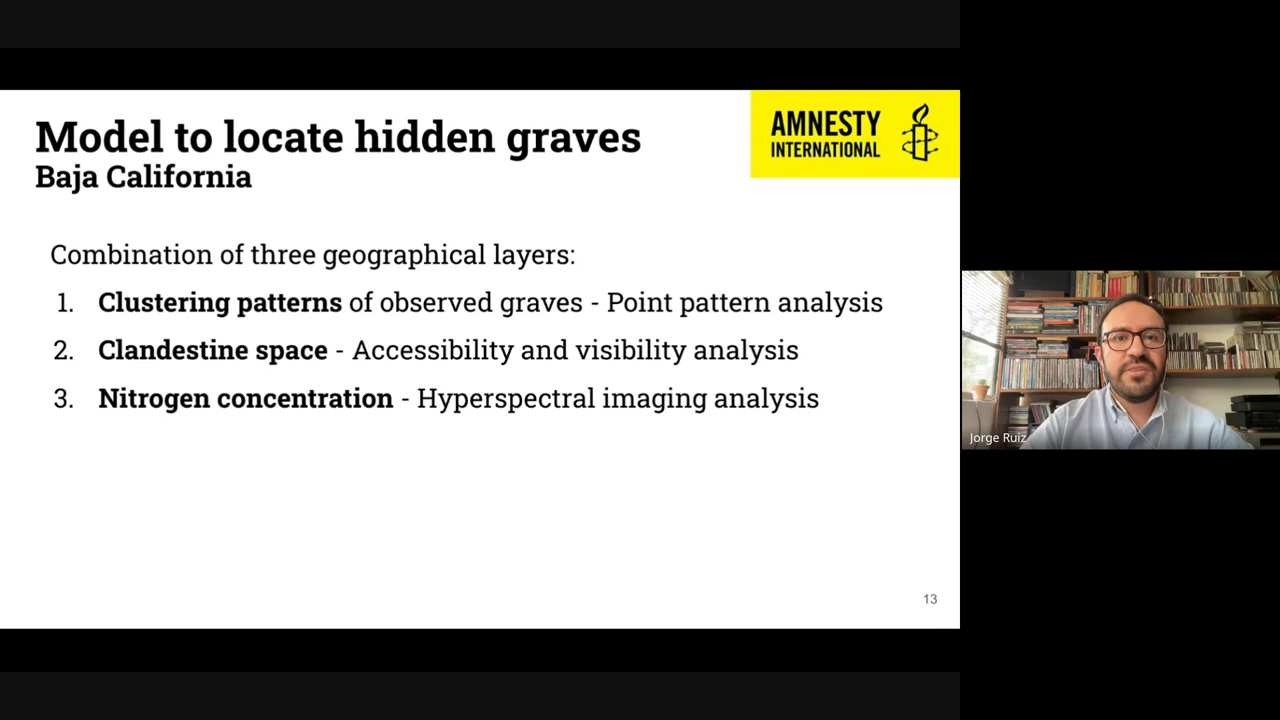 Model to locate hidden graves
Baja California
AMNESTY
INTERNATIONAL
Combination of three geographical layers:
1. Clustering patterns of observed graves - Point pattern analysis
2. Clandestine space - Accessibility and visibility analysis
3. Nitrogen concentration - Hyperspectral imaging analysis
13
Jorge Ruiz